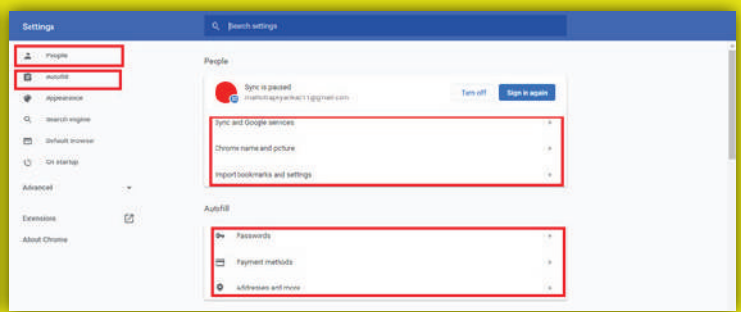 Settings
Search settings
People
Autofill
Appearance
Search engine
Default browser
On startup
Advanced
Extensions
About Chrome
People
Sync is paused
Turn off
Sign in again
Sync and Google services
Chrome name and picture
Import bookmarks and settings
Autofill
Passwords
Payment methods
Addresses and more